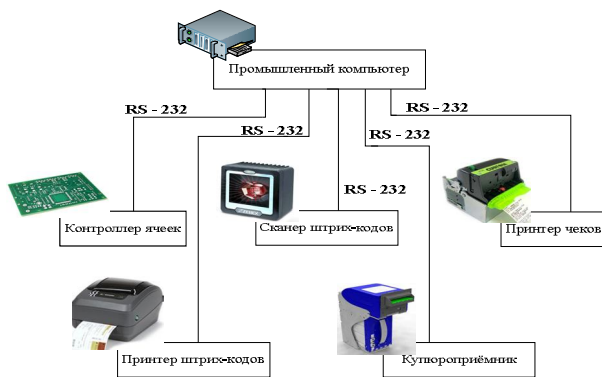 Промышленный компьютер
RS - 232
RS - 232
RS - 232
RS - 232
RS - 232
Контроллер ячеек
Сканер штрих-кодов
Принтер чеков
Принтер штрих-кодов
Купюроприёмник